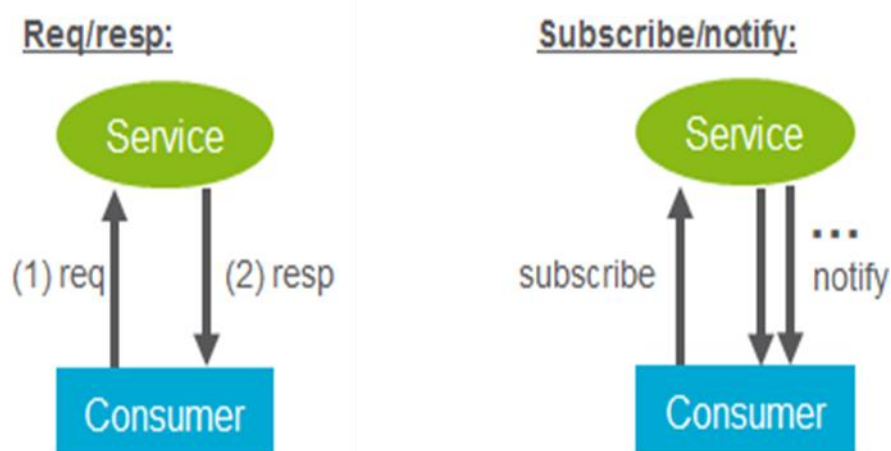 Req/resp:
Service
(1) req
(2) resp
Consumer
Subscribe/notify:
Service
subscribe
...
notify
Consumer